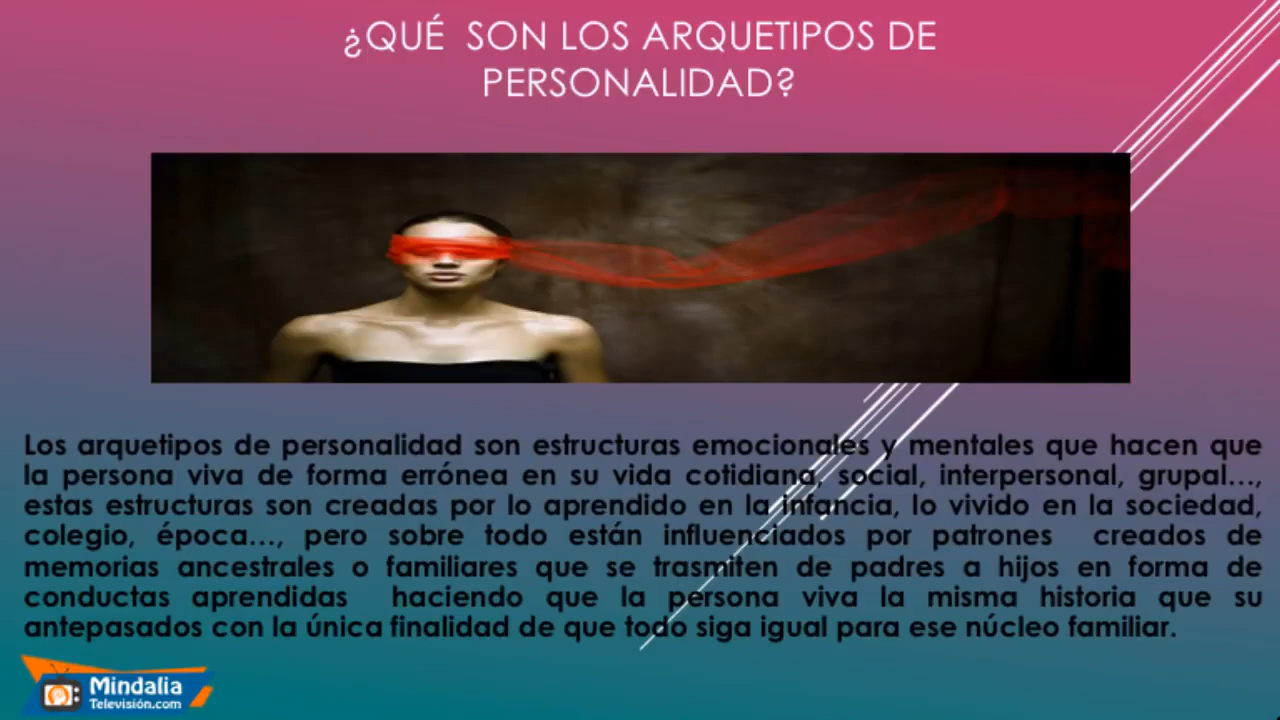 ¿QUÉ SON LOS ARQUETIPOS DE
PERSONALIDAD?
Los arquetipos de personalidad son estructuras emocionales y mentales que hacen que
la persona viva de forma errónea en su vida cotidiana, social, interpersonal, grupal...,
estas estructuras son creadas por lo aprendido en la infancia, lo vivido en la sociedad,
colegio, época..., pero sobre todo están influenciados por patrones creados de
memorias ancestrales o familiares que se trasmiten de padres a hijos en forma de
conductas aprendidas haciendo que la persona viva la misma historia que su
antepasados con la única finalidad de que todo siga igual para ese núcleo familiar.
Mindalia
Televisión.com